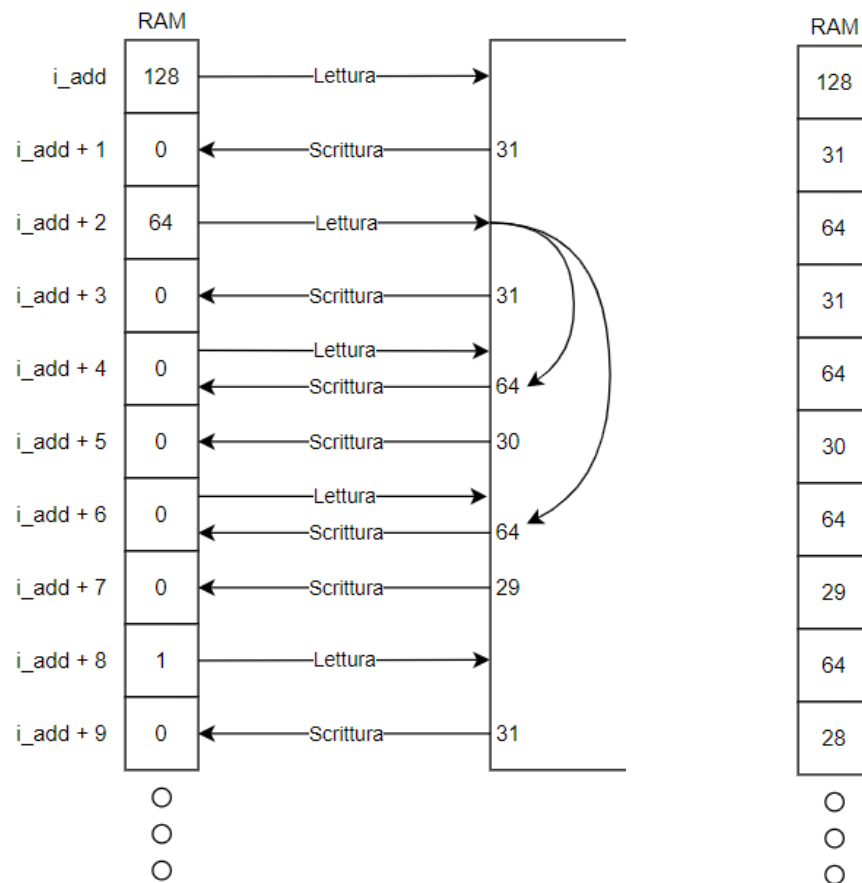 RAM RAM
i_add 128 Lettura 128
i_add + 1 0 Scrittura 31 31
i_add + 2 64 Lettura 64
i_add + 3 0 Scrittura 31 31
Lettura
i_add + 4 0 64
Scrittura 64
i_add + 5 0 Scrittura 30 30
Lettura
i_add + 6 0 64
Scrittura 64
i_add + 7 0 Scrittura 29 29
i_add + 8 1 Lettura 64
i_add + 9 0 Scrittura 31 28